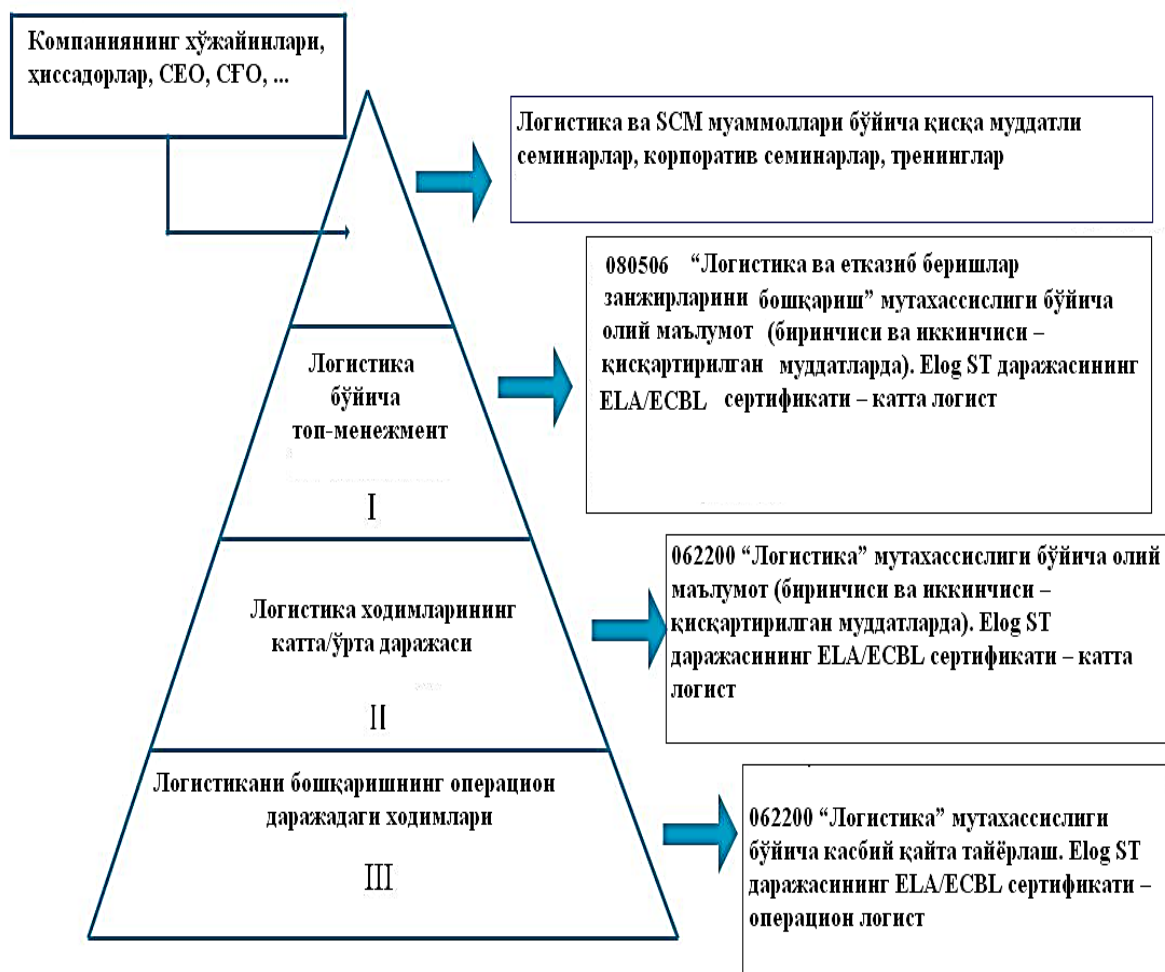 Компаниянинг хўжайинлари,
ҳиссадорлар, CEO, CҒO, ...
Логистика ва SCM муаммоллари бўйича қисқа муддатли
семинарлар, корпоратив семинарлар, тренинглар
080506 “Логистика ва етказиб беришлар
занжирларини бошқариш” мутахассислиги бўйича
олий маълумот (биринчиси ва иккинчиси –
қисқартирилган муддатларда). Elog ST даражасининг
ELA/ECBL сертификати – катта логист
Логистика
бўйича
топ-менежмент
I
062200 “Логистика” мутахассислиги бўйича олий
маълумот (биринчиси ва иккинчиси –
қисқартирилган муддатларда). Elog ST
даражасининг ELA/ECBL сертификати – катта
логист
Логистика ходимларининг
катта/ўрта даражаси
II
Логистикани бошқаришнинг операцион
даражадаги ходимлари
III
062200 “Логистика” мутахассислиги
бўйича касбий қайта тайёрлаш. Elog ST
даражасининг ELA/ECBL сертификати –
операцион логист